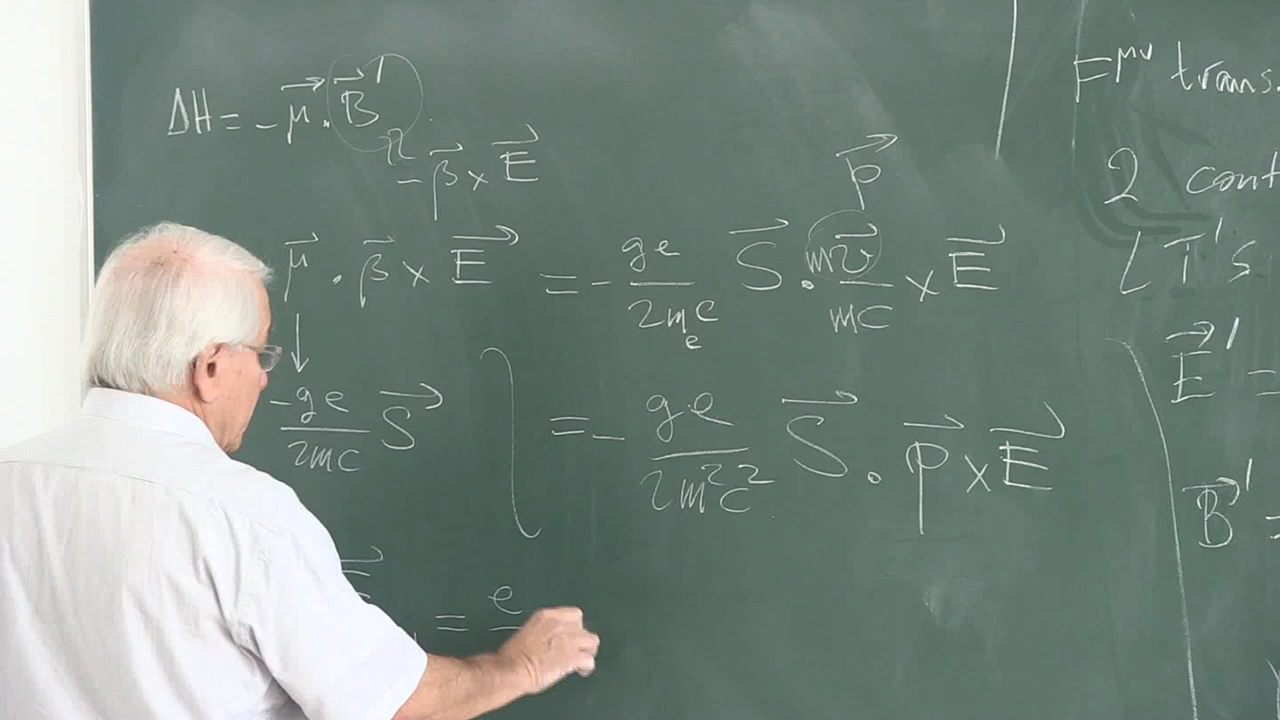 ΔH = -μ⃗ · B⃗′
≈ -β⃗ × E⃗
p⃗
μ⃗ · β⃗ × E⃗ = - ge/2mₑc S⃗ · mv⃗/mc × E⃗
-ge/2mc S⃗
= - ge/2m²c² S⃗ · p⃗ × E⃗
E⃗
= e
F^μν trans.
2 cont
LT's
E⃗′ =
B⃗′ =